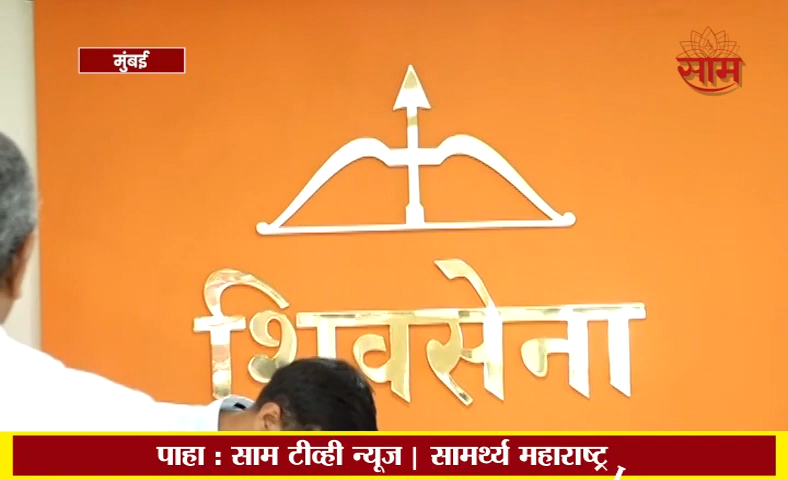 मुंबई
साम
शिवसेना
पाहा : साम टीव्ही न्यूज | सामर्थ्य महाराष्ट्र